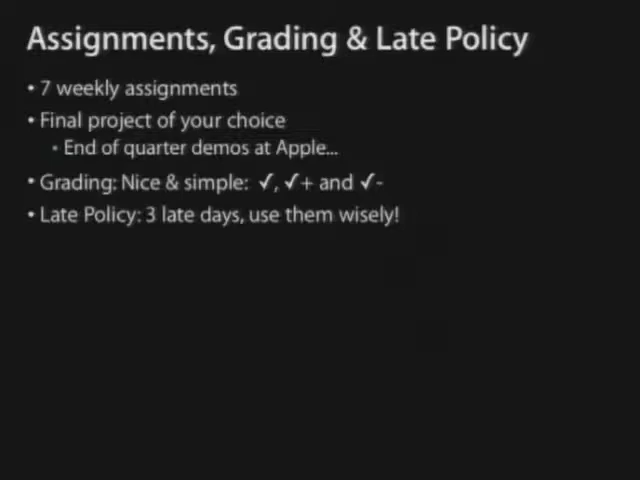 Assignments, Grading & Late Policy
• 7 weekly assignments
• Final project of your choice
• End of quarter demos at Apple...
• Grading: Nice & simple: ✓, ✓+ and ✓-
• Late Policy: 3 late days, use them wisely!